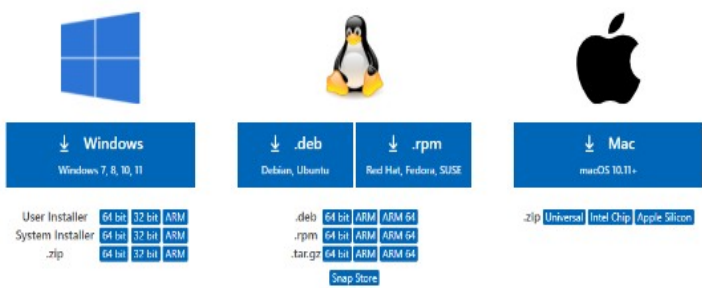 Windows
Windows 7, 8, 10, 11
.deb
Debian, Ubuntu
.rpm
Red Hat, Fedora, SUSE
Mac
macOS 10.11+
User Installer 64 bit 32 bit ARM
System Installer 64 bit 32 bit ARM
.zip 64 bit 32 bit ARM
.deb 64 bit ARM ARM 64
.rpm 64 bit ARM ARM 64
.tar.gz 64 bit ARM ARM 64
Snap Store
.zip Universal Intel Chip Apple Silicon